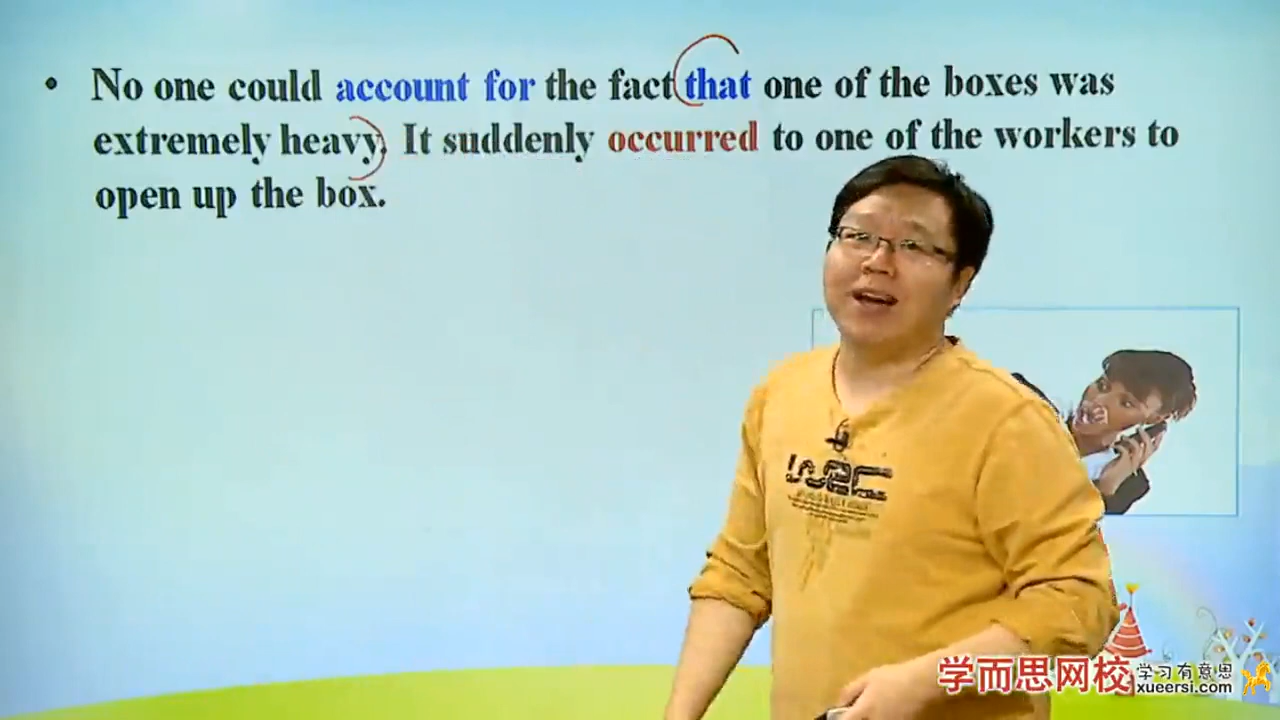 No one could account for the fact that one of the boxes was
extremely heavy. It suddenly occurred to one of the workers to
open up the box.
学而思网校
学习有意思
xueersi.com